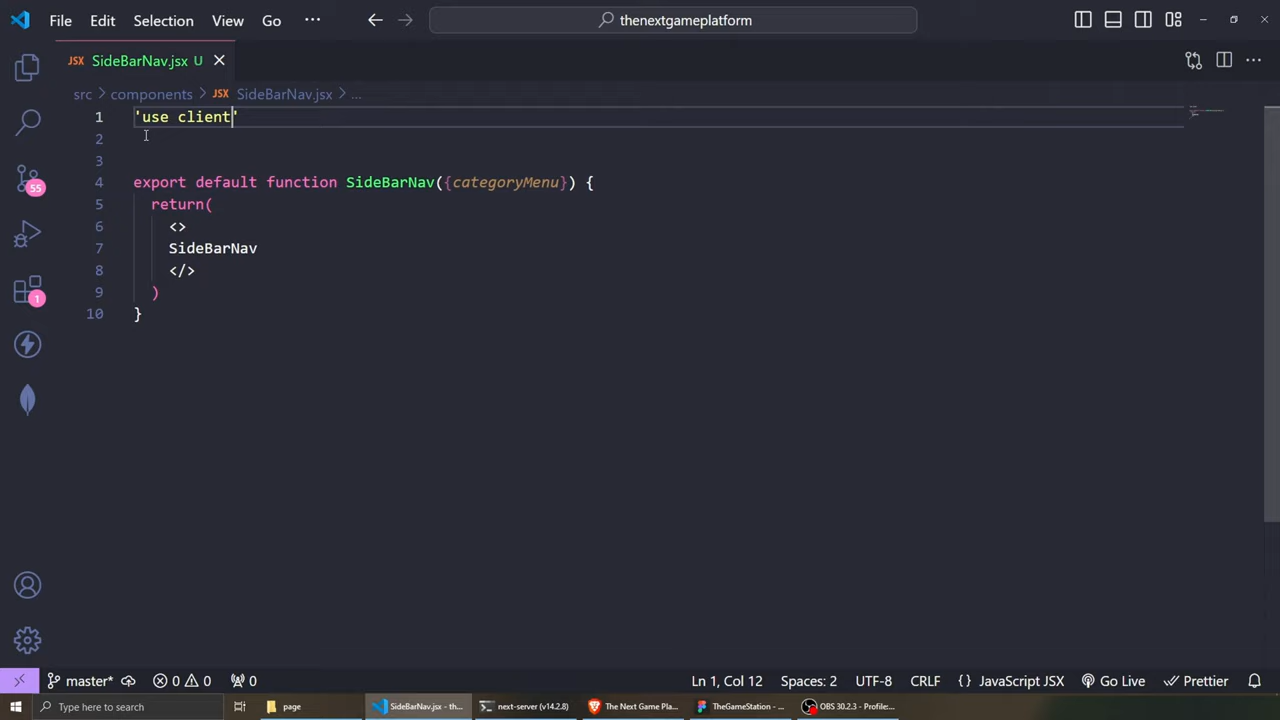 File Edit Selection View Go ··· thenextgameplatform
JSX SideBarNav.jsx U
src > components > JSX SideBarNav.jsx > ...
1 'use client'
2
3
4 export default function SideBarNav({categoryMenu}) {
5 return(
6 <>
7 SideBarNav
8 </>
9 )
10 }
55
1
master* 0 0 0 Ln 1, Col 12 Spaces: 2 UTF-8 CRLF {} JavaScript JSX Go Live Prettier
Type here to search page SideBarNav.jsx - th... next-server (v14.2.8) The Next Game Pla... TheGameStation - ... OBS 30.2.3 - Profile:...